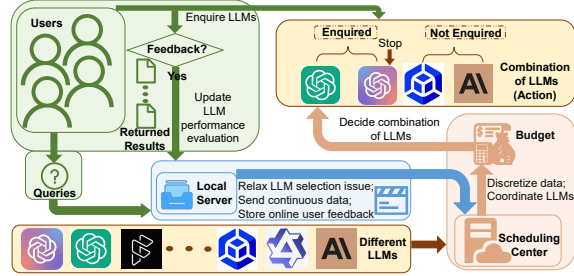 Users
Enquire LLMs
Feedback?
Yes
Returned
Results
Update
LLM
performance
evaluation
Queries
?
Enquired
Not Enquired
Stop
Combination
of LLMs
(Action)
Decide combination
of LLMs
Budget
Discretize data;
Coordinate LLMs
Local
Server
Relax LLM selection issue;
Send continuous data;
Store online user feedback
Scheduling
Center
Different
LLMs